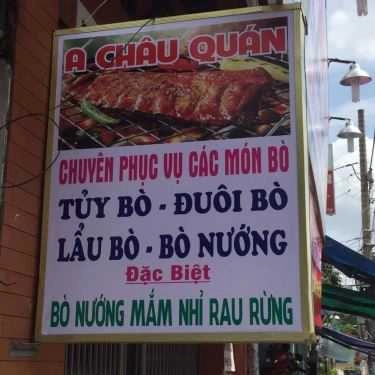 A CHÂU QUÁN
CHUYÊN PHỤC VỤ CÁC MÓN BÒ
TỦY BÒ - ĐUÔI BÒ
LẨU BÒ - BÒ NƯỚNG
Đặc Biệt
BÒ NƯỚNG MẮM NHỈ RAU RỪNG